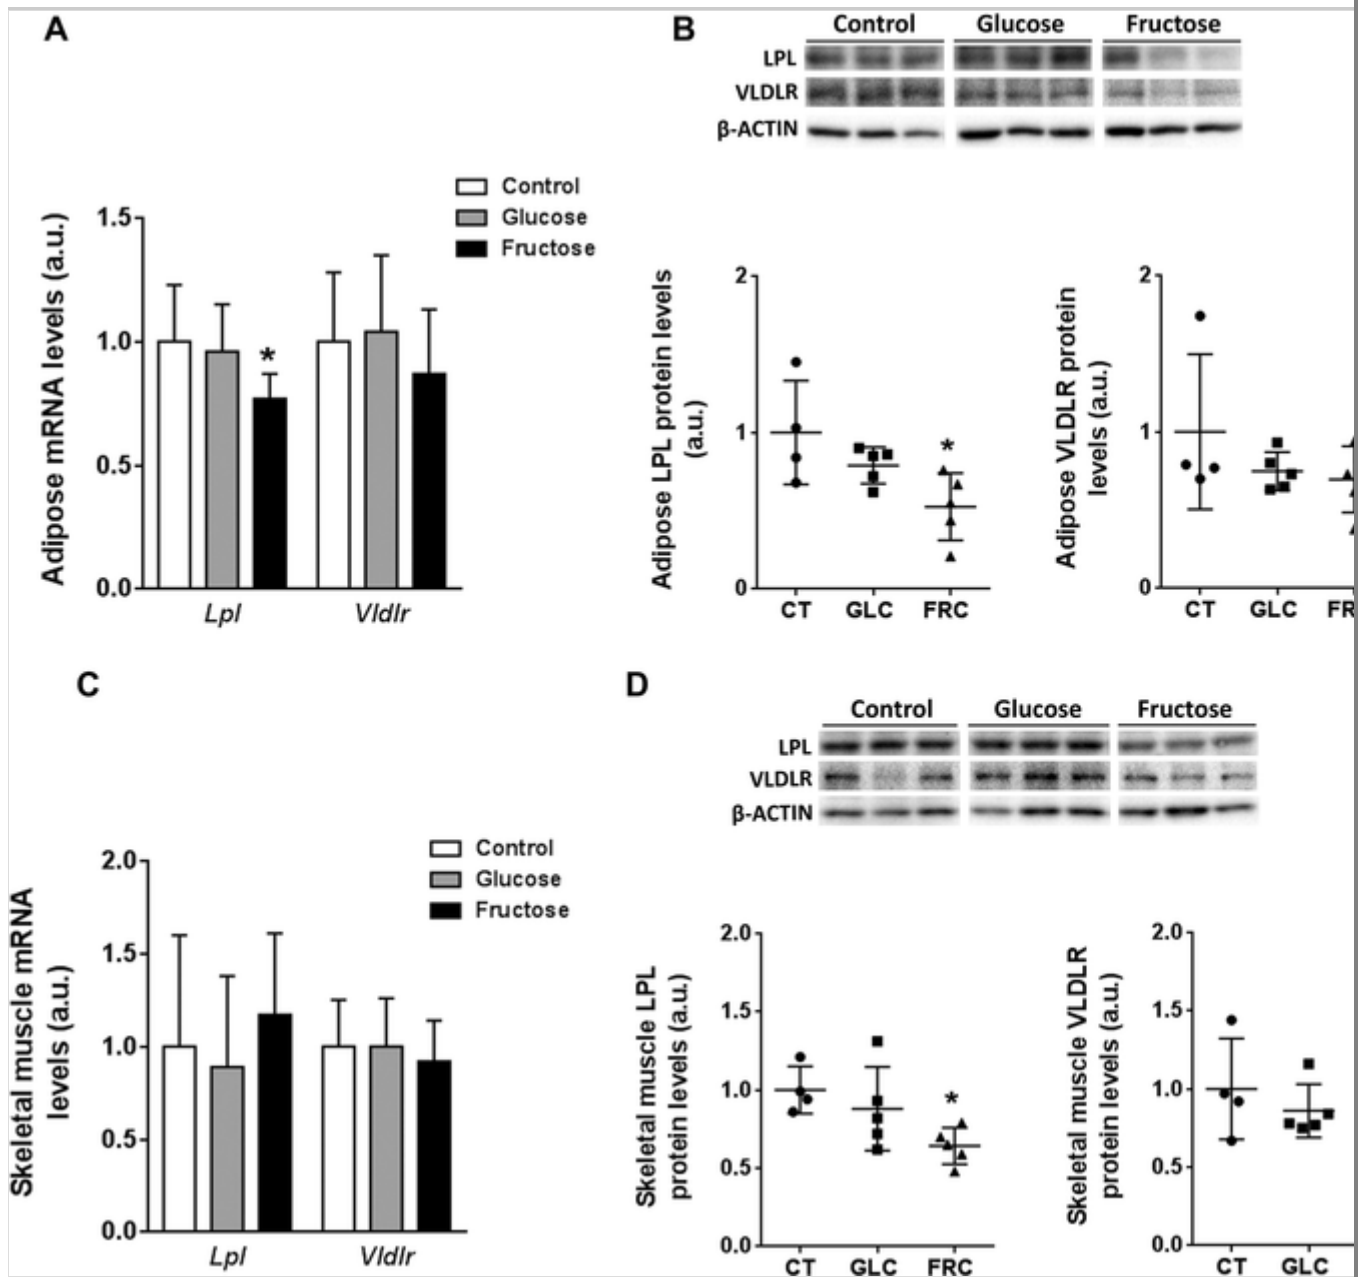 A
Control
Glucose
Fructose
Adipose mRNA levels (a.u.)
1.5
1.0
0.5
0.0
*
Lpl
Vldlr
B
Control Glucose Fructose
LPL
VLDLR
β-ACTIN
Adipose LPL protein levels
(a.u.)
2
1
0
*
CT GLC FRC
Adipose VLDLR protein
levels (a.u.)
2
1
0
CT GLC FR
C
Control
Glucose
Fructose
Skeletal muscle mRNA
levels (a.u.)
2.0
1.5
1.0
0.5
0.0
Lpl
Vldlr
D
Control Glucose Fructose
LPL
VLDLR
β-ACTIN
Skeletal muscle LPL
protein levels (a.u.)
2.0
1.5
1.0
0.5
0.0
*
CT GLC FRC
Skeletal muscle VLDLR
protein levels (a.u.)
2.0
1.5
1.0
0.5
0.0
CT GLC